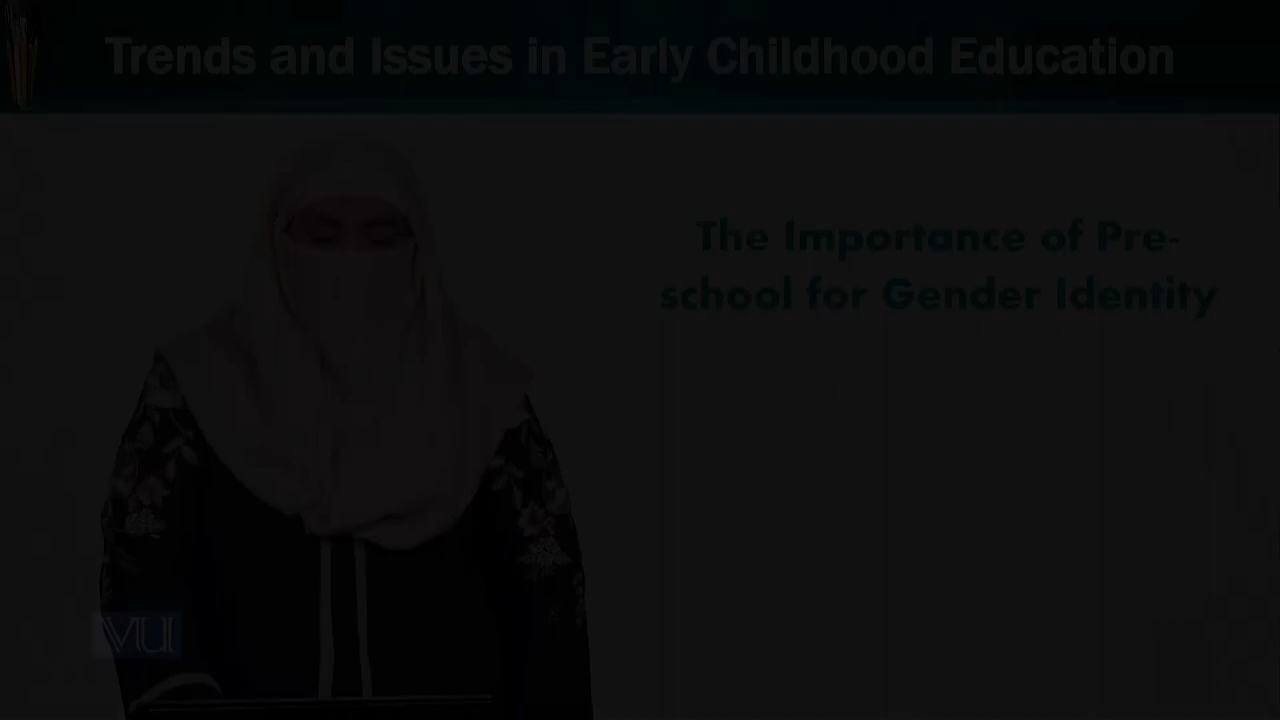 Trends and Issues in Early Childhood Education
The Importance of Pre-
school for Gender Identity
VU